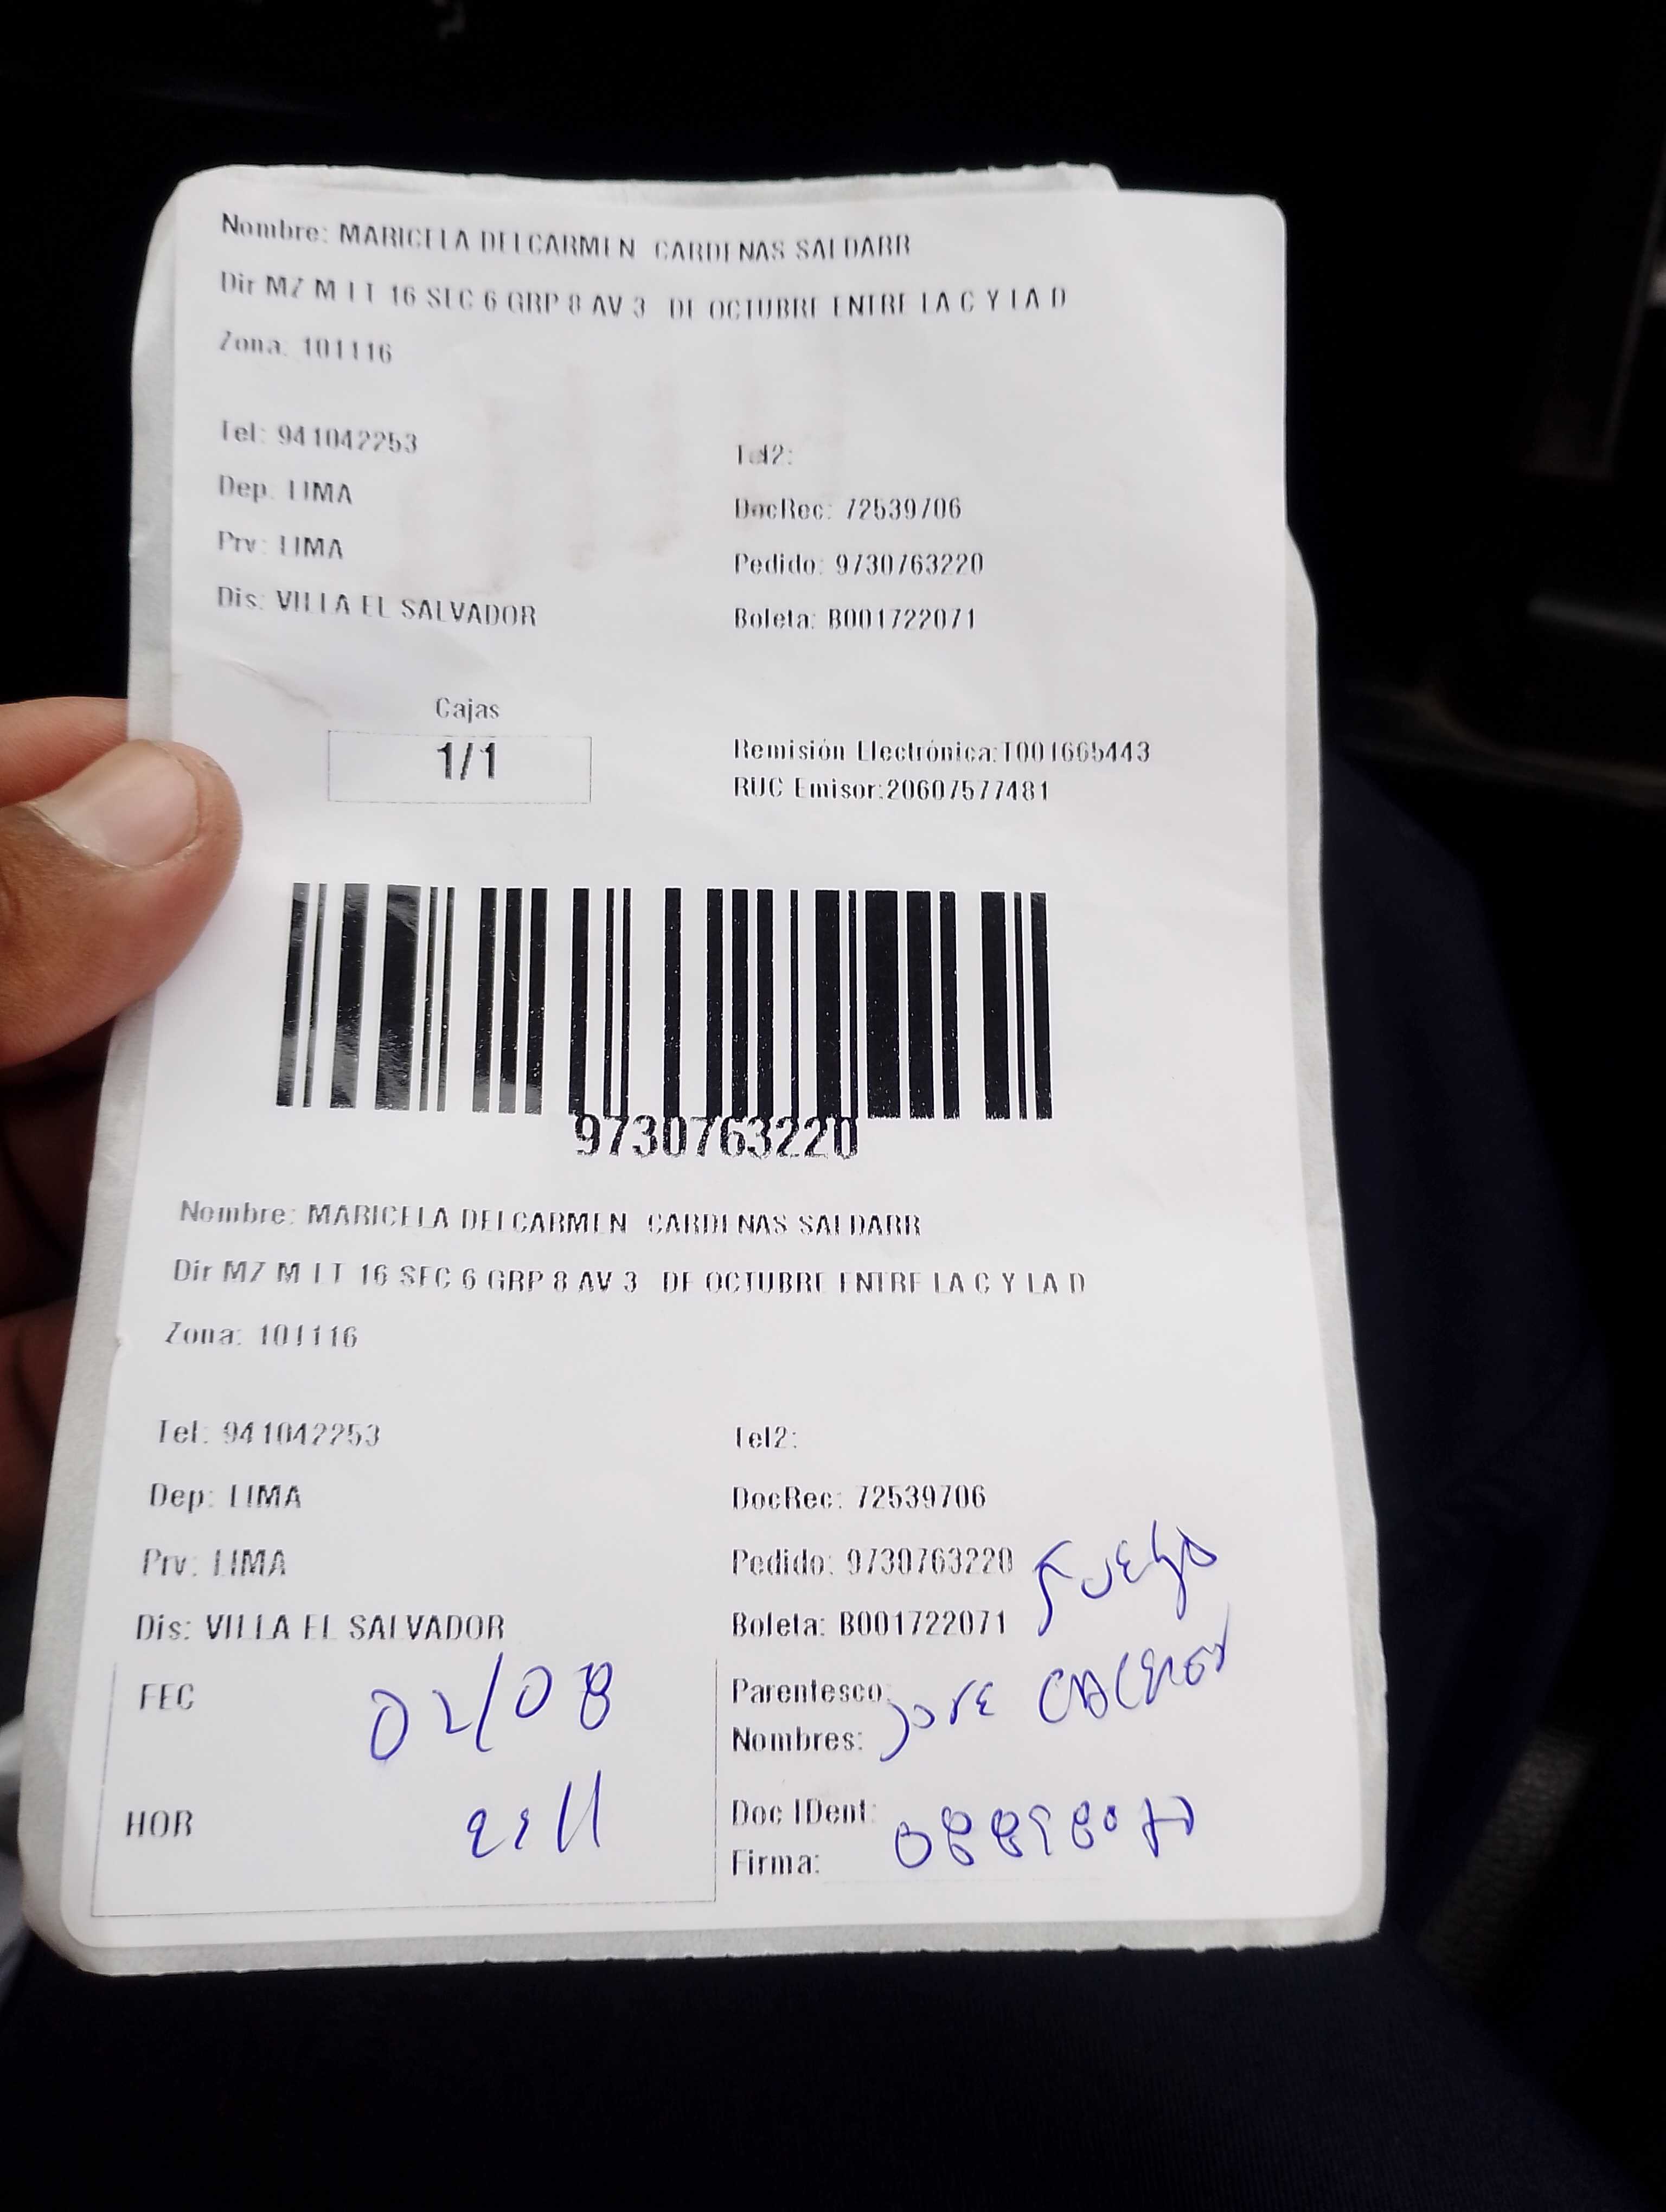 Nombre: MARICELA DELCARMEN CARDENAS SALDARR
Dir MZ M LT 16 SEC 6 GRP 8 AV 3 DE OCTUBRE ENTRE LA C Y LA D
Zona: 101116
Tel: 941042253
Tel2:
Dep: LIMA
DocRec: 72539706
Prv: LIMA
Pedido: 9730763220
Dis: VILLA EL SALVADOR
Boleta: B001722071
Cajas
1/1
Remisión Electrónica:T001665443
RUC Emisor:20607577481
9730763220
Nombre: MARICELA DELCARMEN CARDENAS SALDARR
Dir MZ M LT 16 SEC 6 GRP 8 AV 3 DE OCTUBRE ENTRE LA C Y LA D
Zona: 101116
Tel: 941042253
Tel2:
Dep: LIMA
DocRec: 72539706
Prv: LIMA
Pedido: 9730763220
Dis: VILLA EL SALVADOR
Boleta: B001722071
FEC 02/08
Parentesco:
Nombres: JOSE
HOR
Doc IDent:
Firma: